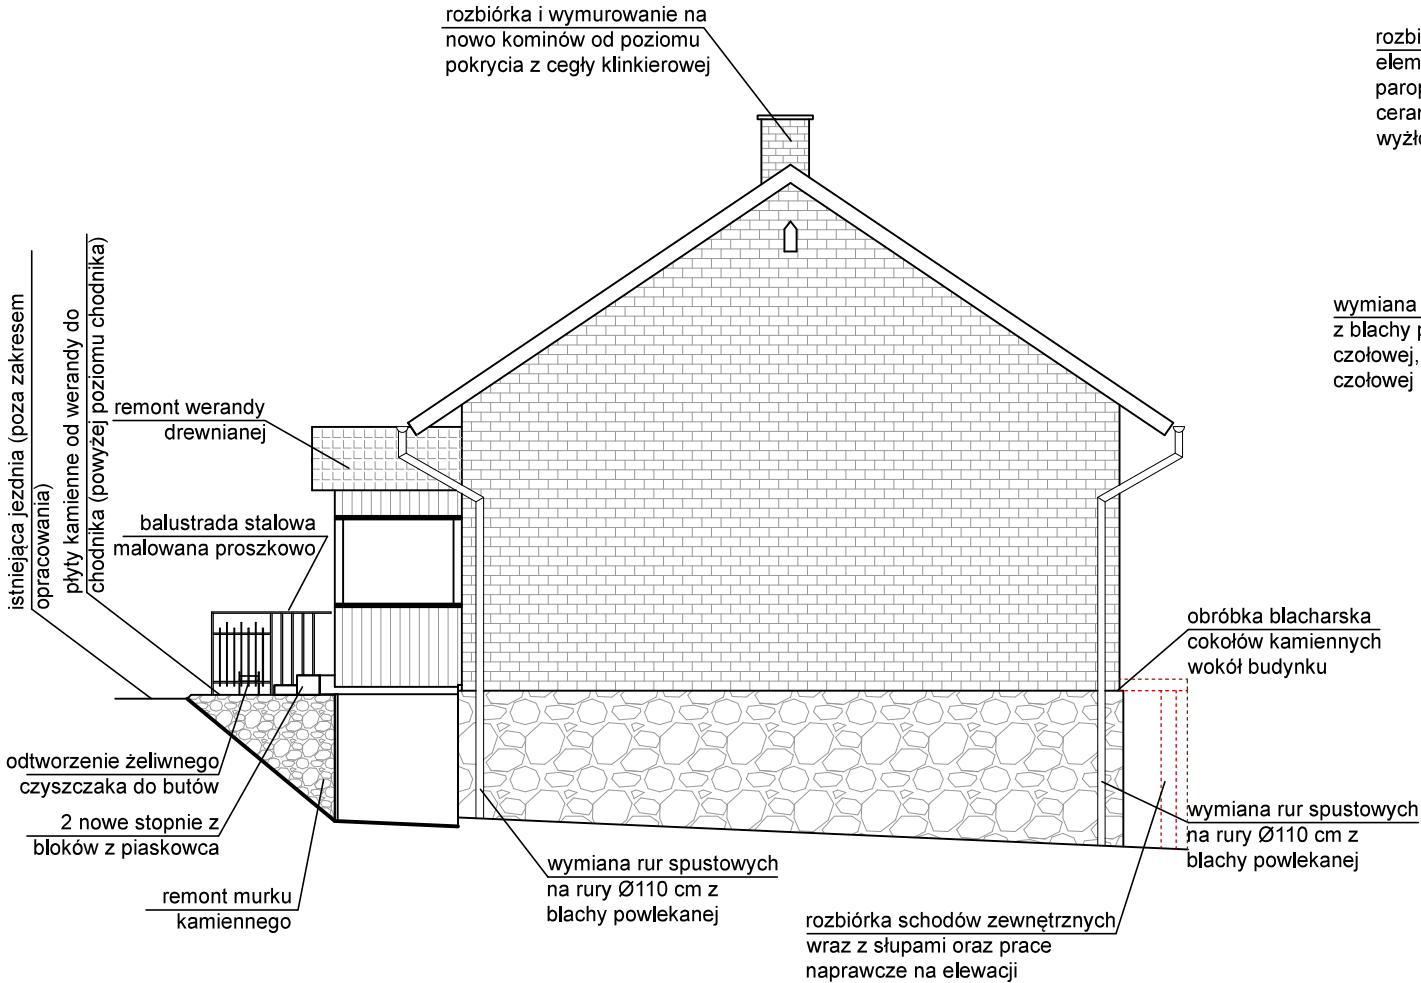 rozbiórka i wymurowanie na
nowo kominów od poziomu
pokrycia z cegły klinkierowej
istniejąca jezdnia (poza zakresem
opracowania)
płyty kamienne od werandy do
chodnika (powyżej poziomu chodnika)
remont werandy
drewnianej
balustrada stalowa
malowana proszkowo
odtworzenie żeliwnego
czyszczaka do butów
2 nowe stopnie z
bloków z piaskowca
remont murku
kamiennego
wymiana rur spustowych
na rury Ø110 cm z
blachy powlekanej
rozbiórka schodów zewnętrznych
wraz z słupami oraz prace
naprawcze na elewacji
obróbka blacharska
cokołów kamiennych
wokół budynku
wymiana rur spustowych
na rury Ø110 cm z
blachy powlekanej
wymiana
z blachy
czołowej,
czołowej